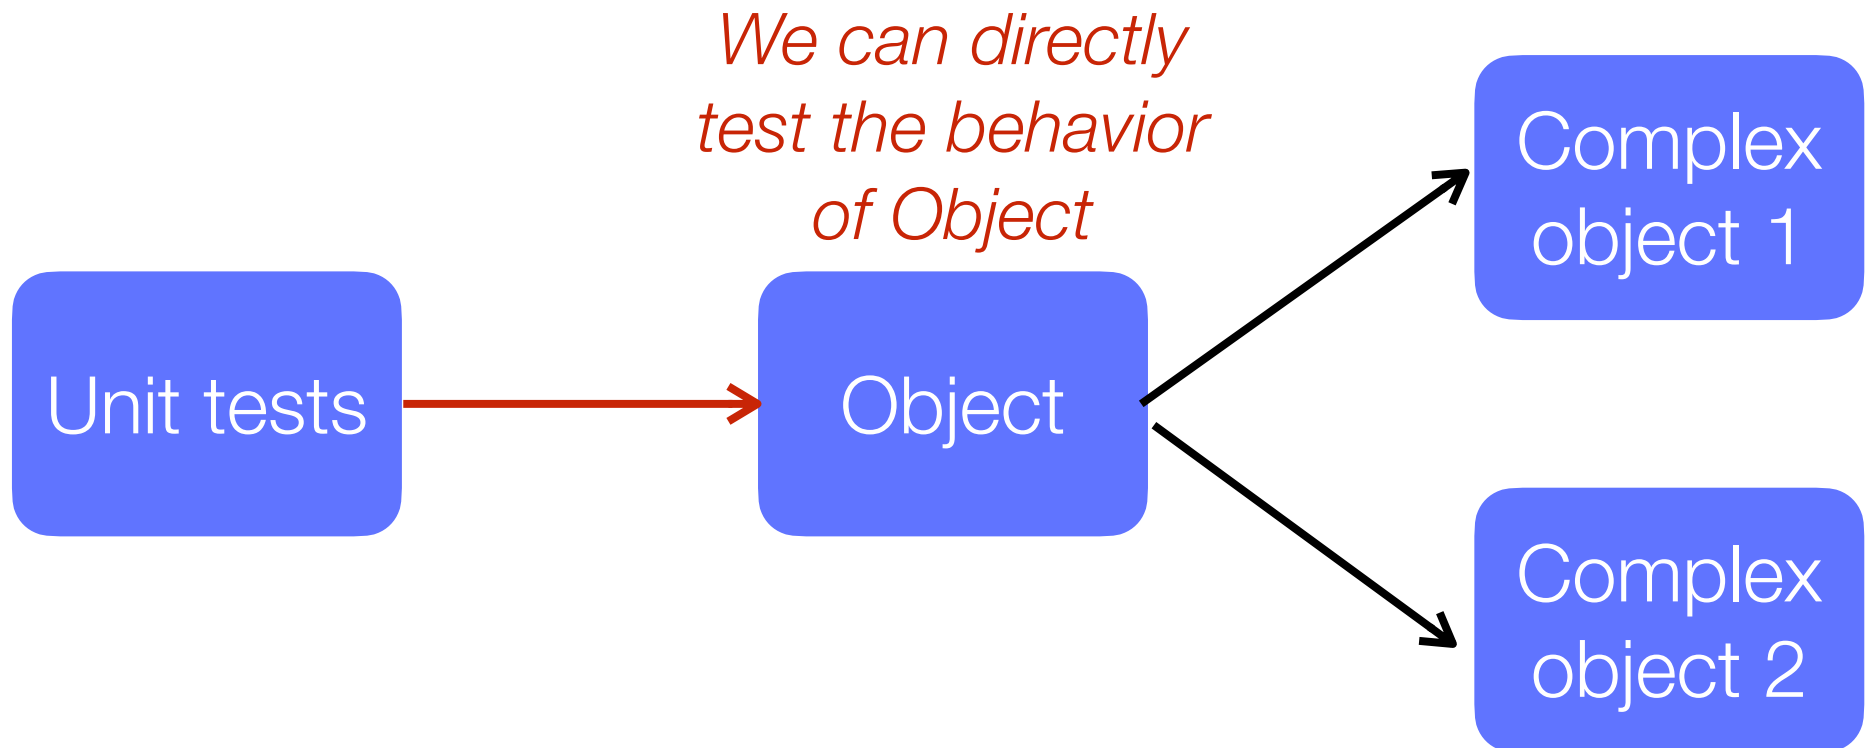 We can directly
test the behavior
of Object
Unit tests
Object
Complex
object 1
Complex
object 2